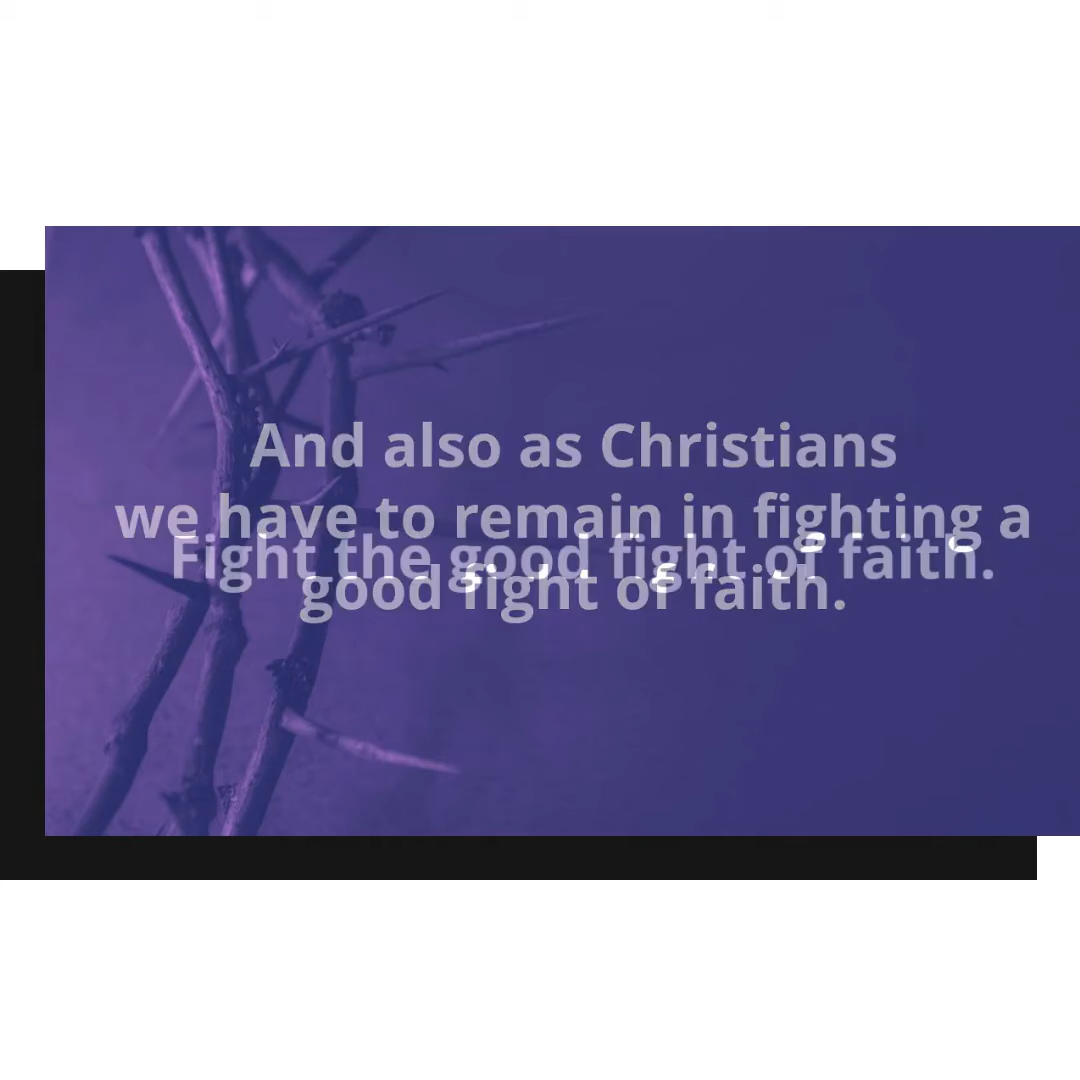 And also as Christians
we have to remain in fighting a
Fight the good fight of faith.
good fight of faith.